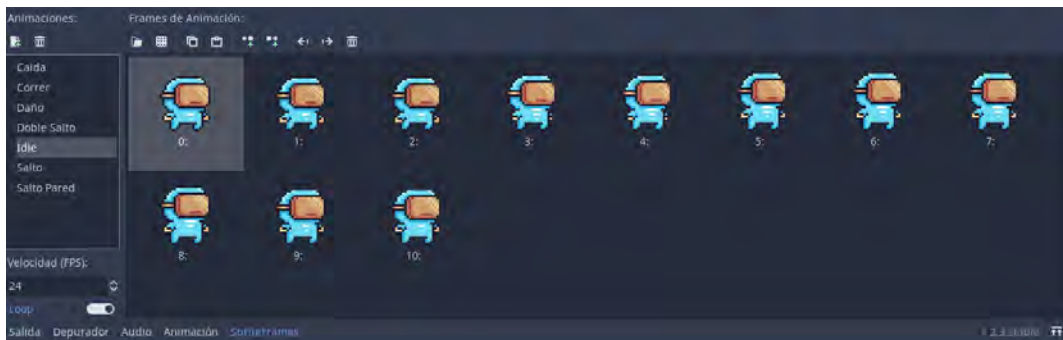 Animaciones:
Frames de Animación:
Caida
Correr
Daño
Doble Salto
Idle
Salto
Salto Pared
0:
1:
2:
3:
4:
5:
6:
7:
8:
9:
10:
Velocidad (FPS):
24
Loop
Salida Depurador Audio Animación SpriteFrames